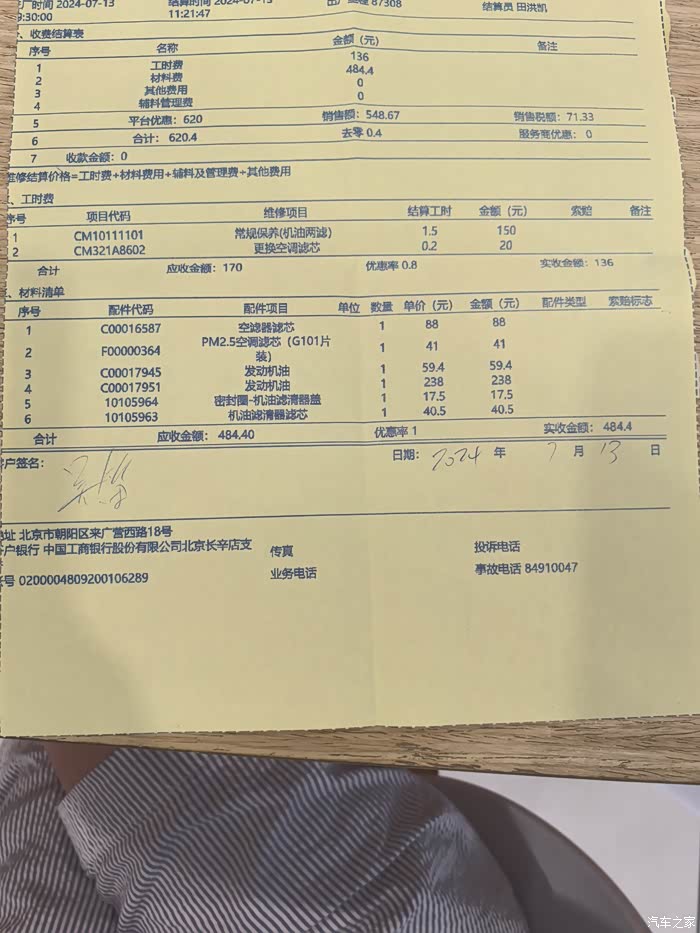 厂时间 2024-07-13 结算时间 2024-07-13 87308 结算员 田洪凯
9:30:00 11:21:47
、收费结算表
序号 名称 金额（元） 备注
1 工时费 136
2 材料费 484.4
3 其他费用 0
4 辅料管理费 0
5 平台优惠：620 销售额：548.67 销售税额：71.33
6 合计：620.4 去零 0.4 服务商优惠：0
7 收款金额：0
维修结算价格=工时费+材料费用+辅料及管理费+其他费用
、工时费
序号 项目代码 维修项目 结算工时 金额（元） 索赔 备注
1 CM10111101 常规保养(机油两滤) 1.5 150
2 CM321A8602 更换空调滤芯 0.2 20
合计 应收金额：170 优惠率 0.8 实收金额：136
、材料清单
序号 配件代码 配件项目 单位 数量 单价（元） 金额（元） 配件类型 索赔标志
1 C00016587 空滤器滤芯 1 88 88
2 F00000364 PM2.5空调滤芯（G101片装） 1 41 41
3 C00017945 发动机油 1 59.4 59.4
4 C00017951 发动机油 1 238 238
5 10105964 密封圈-机油滤清器盖 1 17.5 17.5
6 10105963 机油滤清器滤芯 1 40.5 40.5
合计 应收金额：484.40 优惠率 1 实收金额：484.4
户签名： 日期：2024 年 7 月 13 日
地址 北京市朝阳区来广营西路18号
户银行 中国工商银行股份有限公司北京长辛店支 传真 投诉电话
号 0200004809200106289 业务电话 事故电话 84910047
汽车之家